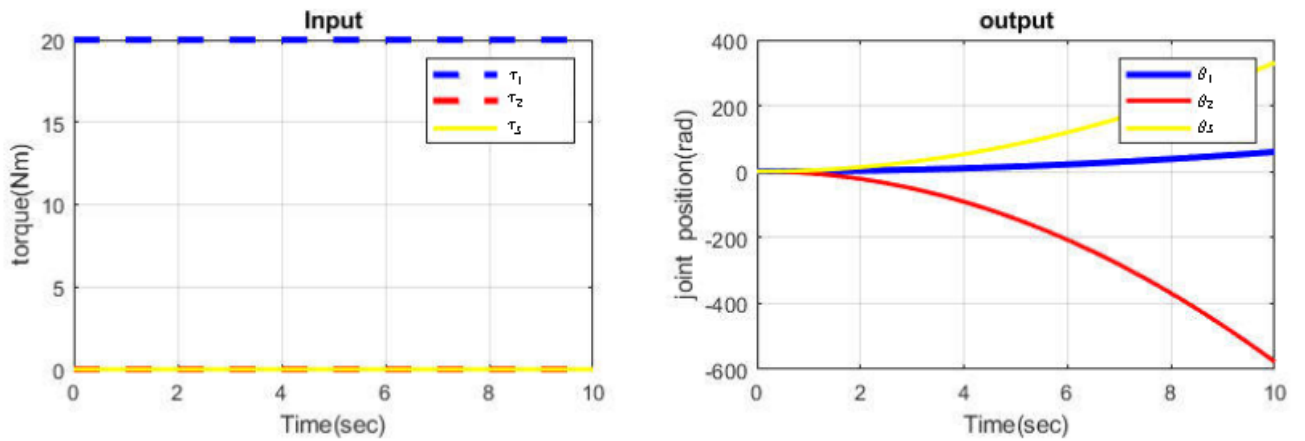 Input
20
15
10
5
0
torque(Nm)
τ1
τ2
τ3
0 2 4 6 8 10
Time(sec)
output
400
200
0
-200
-400
-600
joint position(rad)
θ1
θ2
θ3
0 2 4 6 8 10
Time(sec)